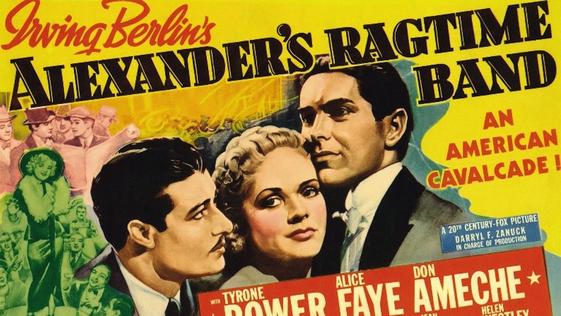 Irving Berlin's
ALEXANDER'S RAGTIME
BAND
AN
AMERICAN
CAVALCADE!
A 20TH CENTURY-FOX PICTURE
DARRYL F. ZANUCK
IN CHARGE OF PRODUCTION
WITH TYRONE ALICE DON
POWER FAYE AMECHE
HELEN